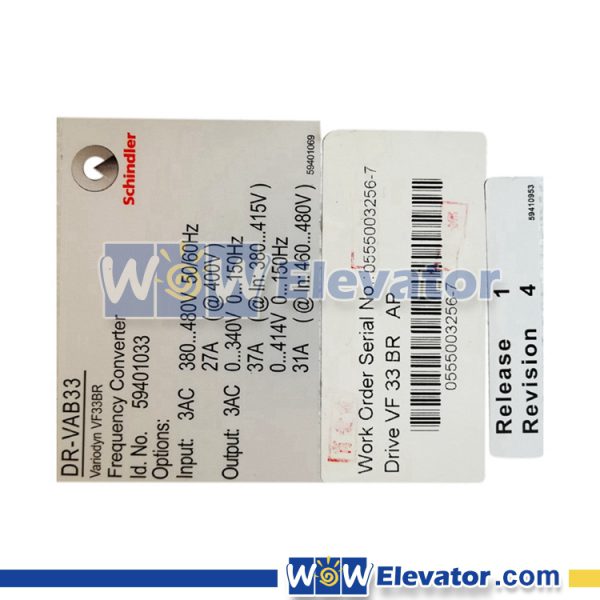 DR-VAB33
Variodyn VF33BR
Schindler
Frequency Converter
Id. No. 59401033
Options:
Input: 3AC 380...480V 50/60Hz
27A (@ 400V)
Output: 3AC 0...340V 0...150Hz
37A (@ in:380...415V)
0...414V 0...150Hz
31A (@ in:460...480V)
59401069
Work Order Serial No.:0555003256-7
Drive VF 33 BR AP
0555003256-7
Release 1
Revision 4
59410953
WOW Elevator
WOW Elevator.com